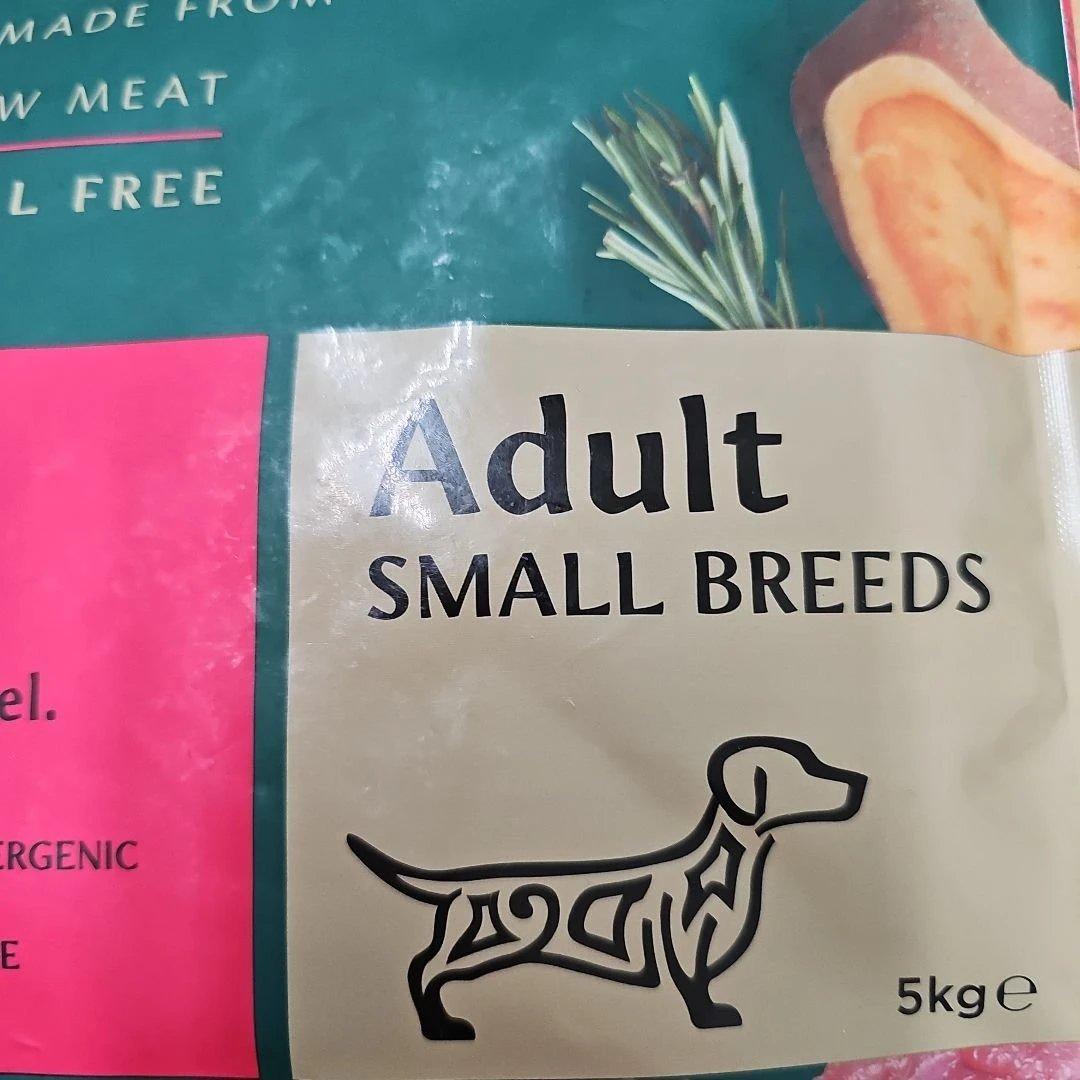 MADE FROM
W MEAT
L FREE
Adult
SMALL BREEDS
el.
ERGENIC
E
5kg ℮